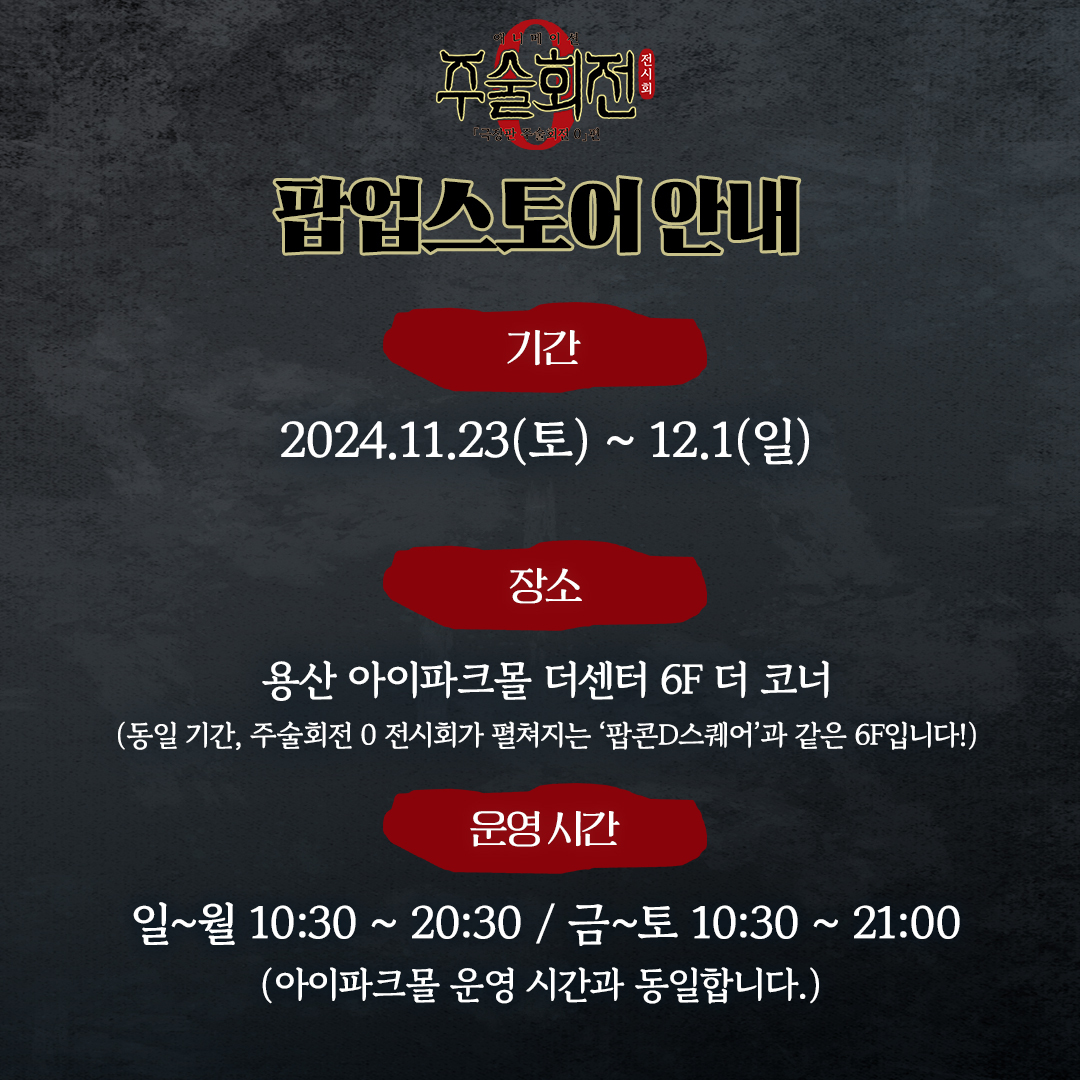 애니메이션
주술회전 0
전시회
「극장판 주술회전 0」편
팝업스토어 안내
기간
2024.11.23(토) ~ 12.1(일)
장소
용산 아이파크몰 더센터 6F 더 코너
(동일 기간, 주술회전 0 전시회가 펼쳐지는 ‘팝콘D스퀘어’과 같은 6F입니다!)
운영 시간
일~월 10:30 ~ 20:30 / 금~토 10:30 ~ 21:00
(아이파크몰 운영 시간과 동일합니다.)